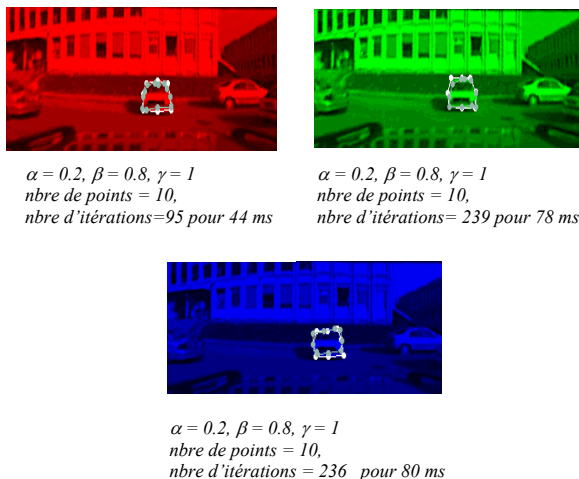 α = 0.2, β = 0.8, γ = 1
nbre de points = 10,
nbre d'itérations=95 pour 44 ms
α = 0.2, β = 0.8, γ = 1
nbre de points = 10,
nbre d'itérations= 239 pour 78 ms
α = 0.2, β = 0.8, γ = 1
nbre de points = 10,
nbre d'itérations = 236 pour 80 ms